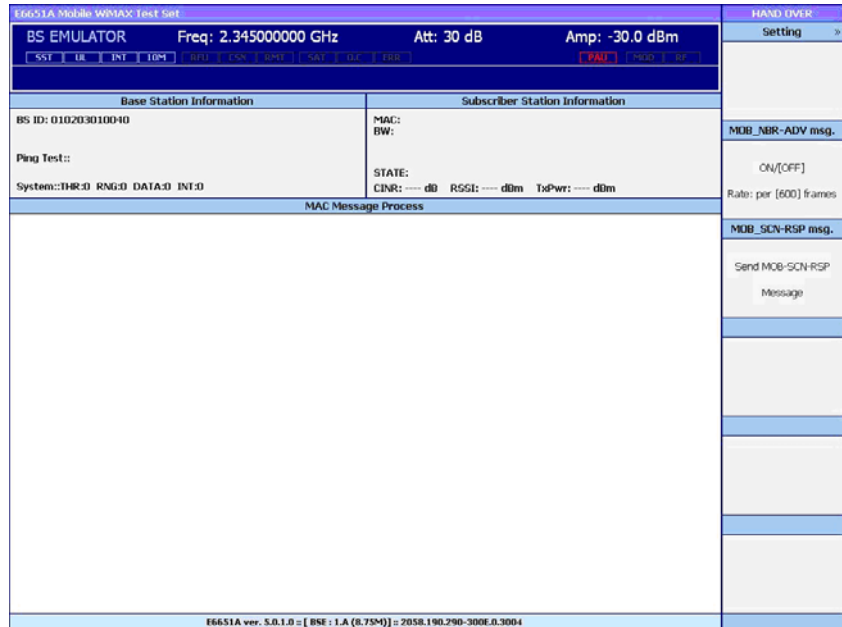 E6651A Mobile WiMAX Test Set
HAND OVER
BS EMULATOR Freq: 2.345000000 GHz Att: 30 dB Amp: -30.0 dBm
Setting »
SST UL INT 10M RFU ESN RMT SAT O.C ERR PAU MOD RF
Base Station Information
Subscriber Station Information
BS ID: 010203010040
MAC:
BW:
Ping Test::
STATE:
System::THR:0 RNG:0 DATA:0 INT:0
CINR: ---- dB RSSI: ---- dBm TxPwr: ---- dBm
MAC Message Process
MOB_NBR-ADV msg.
ON/[OFF]
Rate: per [600] frames
MOB_SCN-RSP msg.
Send MOB-SCN-RSP
Message
E6651A ver. 5.0.1.0 :: [ BSE : 1.A (8.75M)] :: 2058.190.290-300E.0.3004